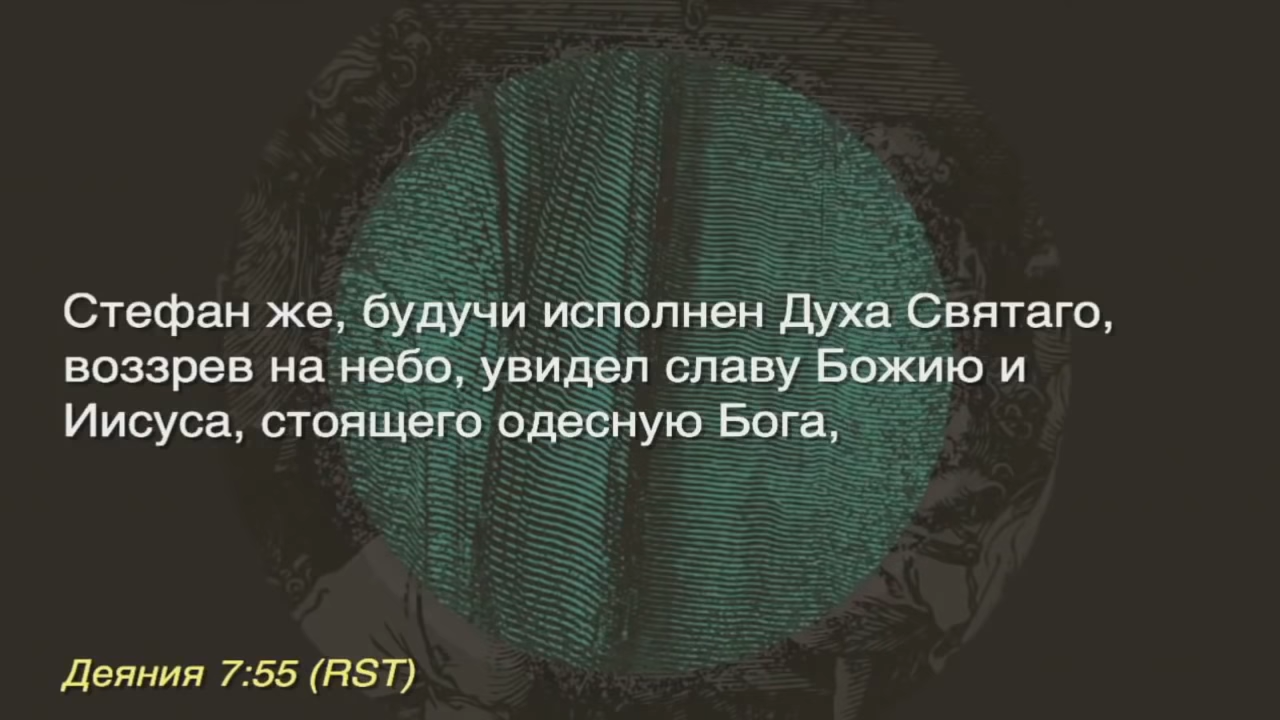 Стефан же, будучи исполнен Духа Святаго,
воззрев на небо, увидел славу Божию и
Иисуса, стоящего одесную Бога,
Деяния 7:55 (RST)